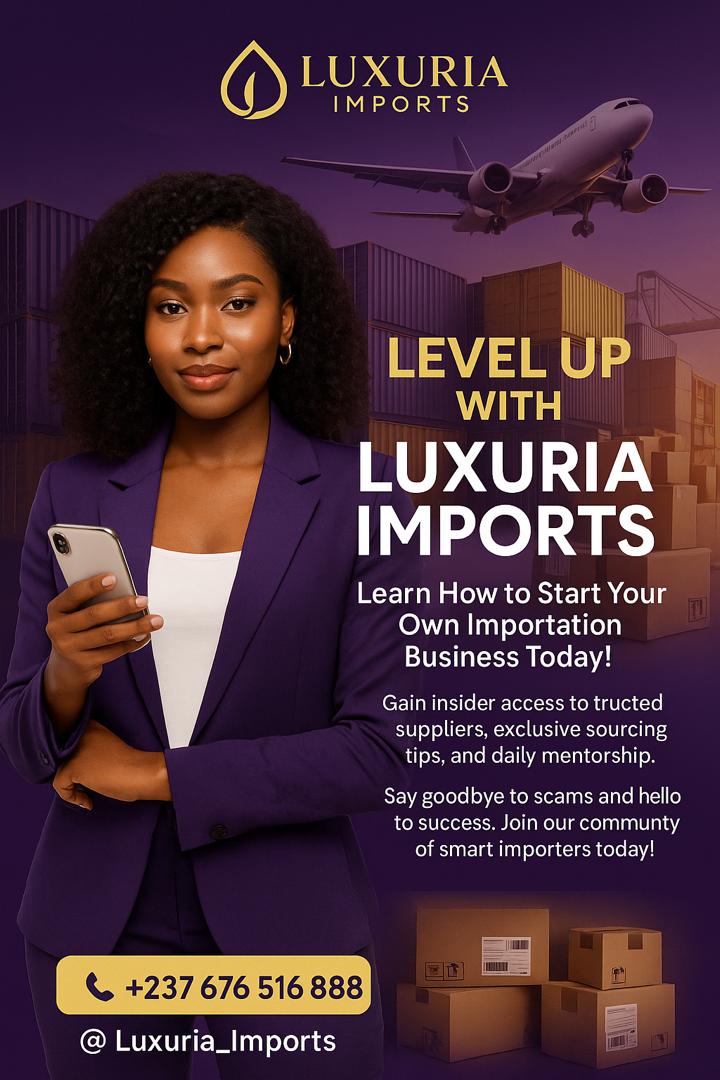 LUXURIA
IMPORTS
LEVEL UP
WITH
LUXURIA
IMPORTS
Learn How to Start Your
Own Importation
Business Today!
Gain insider access to tructed
suppliers, exclusive sourcing
tips, and daily mentorship.
Say goodbye to scams and hello
to success. Join our communty
of smart importers today!
+237 676 516 888
@ Luxuria_Imports